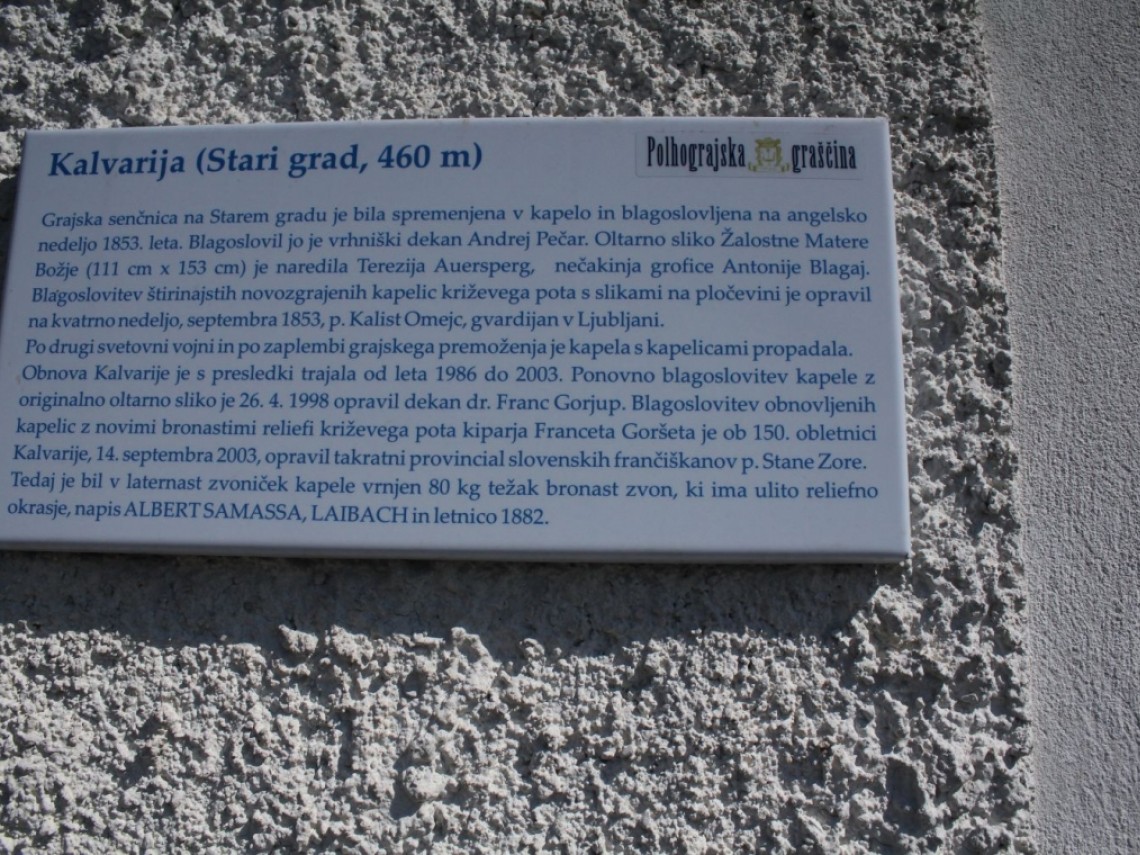 Kalvarija (Stari grad, 460 m)
Polhograjska graščina
Grajska senčnica na Starem gradu je bila spremenjena v kapelo in blagoslovljena na angelsko
nedeljo 1853. leta. Blagoslovil jo je vrhniški dekan Andrej Pečar. Oltarno sliko Žalostne Matere
Božje (111 cm x 153 cm) je naredila Terezija Auersperg, nečakinja grofice Antonije Blagaj.
Blagoslovitev štirinajstih novozgrajenih kapelic križevega pota s slikami na pločevini je opravil
na kvatrno nedeljo, septembra 1853, p. Kalist Omejc, gvardijan v Ljubljani.
Po drugi svetovni vojni in po zaplembi grajskega premoženja je kapela s kapelicami propadala.
Obnova Kalvarije je s presledki trajala od leta 1986 do 2003. Ponovno blagoslovitev kapele z
originalno oltarno sliko je 26. 4. 1998 opravil dekan dr. Franc Gorjup. Blagoslovitev obnovljenih
kapelic z novimi bronastimi reliefi križevega pota kiparja Franceta Goršeta je ob 150. obletnici
Kalvarije, 14. septembra 2003, opravil takratni provincial slovenskih frančiškanov p. Stane Zore.
Tedaj je bil v laternast zvoniček kapele vrnjen 80 kg težak bronast zvon, ki ima ulito reliefno
okrasje, napis ALBERT SAMASSA, LAIBACH in letnico 1882.